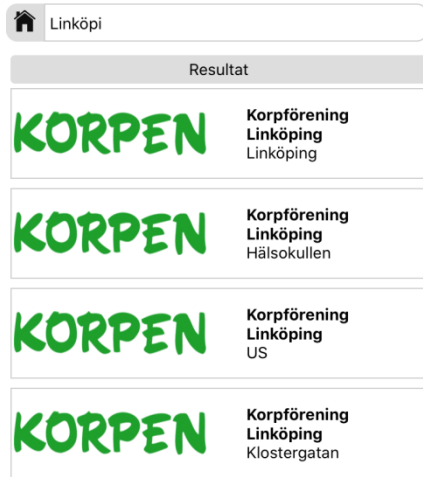 Linköpi
Resultat
KORPEN
Korpförening
Linköping
Linköping
KORPEN
Korpförening
Linköping
Hälsokullen
KORPEN
Korpförening
Linköping
US
KORPEN
Korpförening
Linköping
Klostergatan